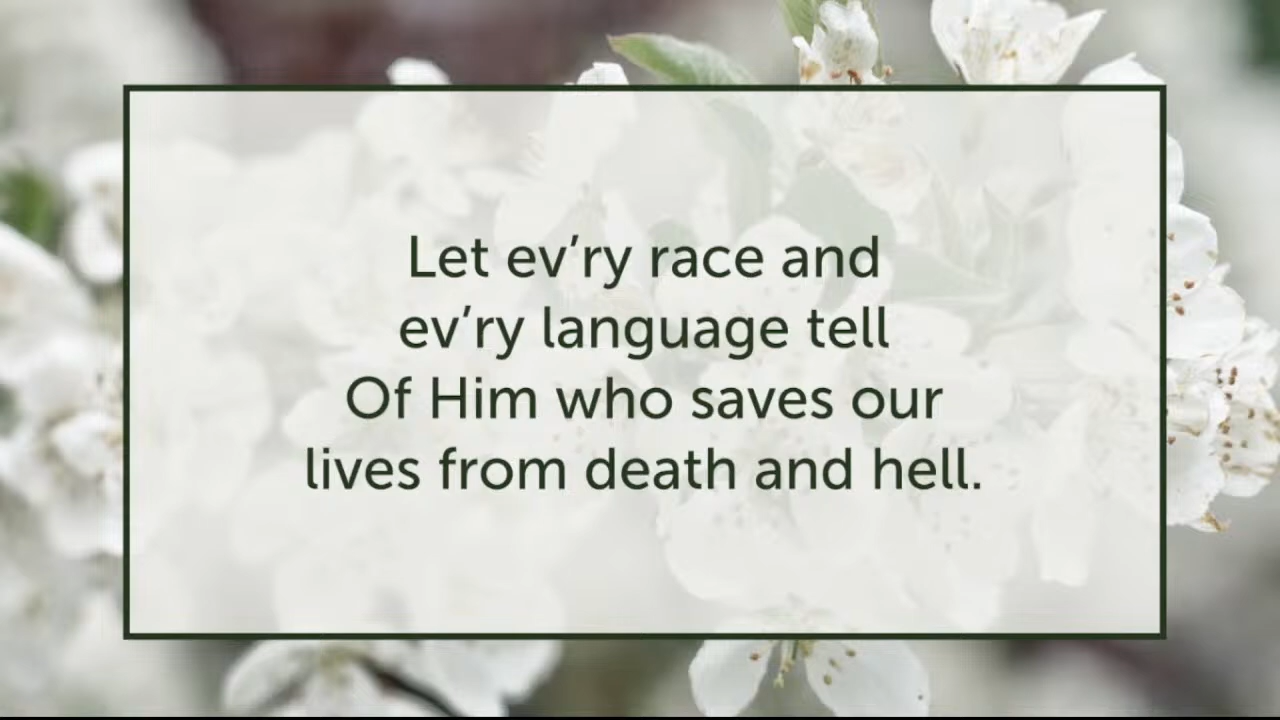 Let ev’ry race and
ev’ry language tell
Of Him who saves our
lives from death and hell.